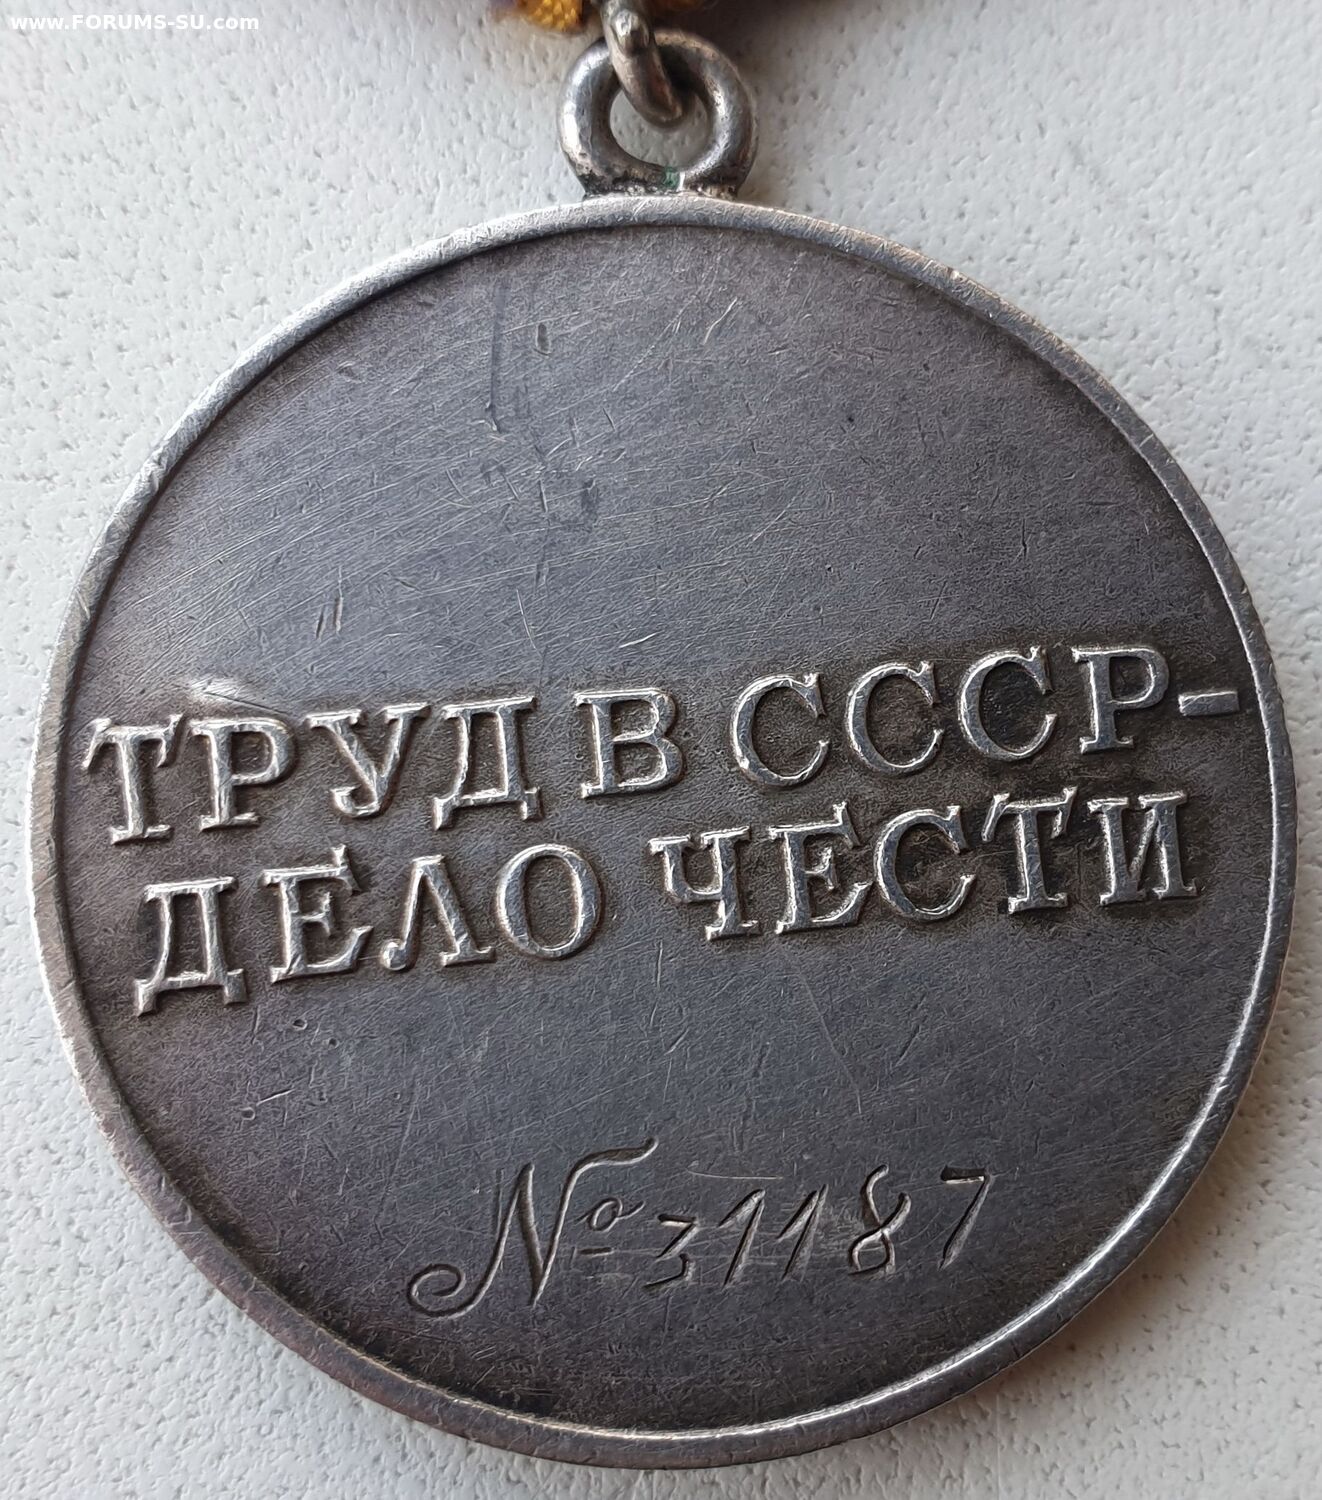 www.FORUMS-SU.com
ТРУД В СССР-
ДЕЛО ЧЕСТИ
№ 31187